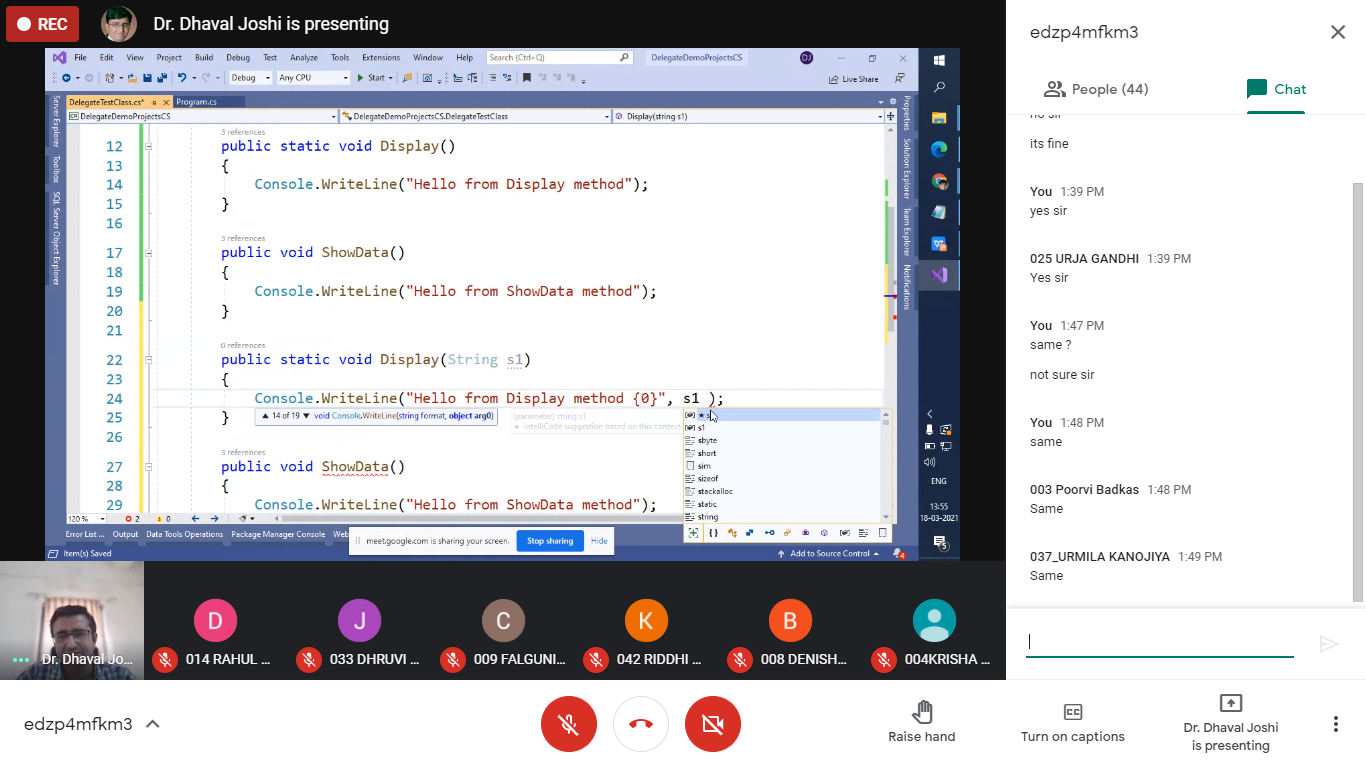 REC
Dr. Dhaval Joshi is presenting
File Edit View Project Build Debug Test Analyze Tools Extensions Window Help Search (Ctrl+Q) DelegateDemoProjectsCS DJ
Debug Any CPU Start Live Share
DelegateTestClass.cs* Program.cs
DelegateDemoProjectsCS DelegateDemoProjectsCS.DelegateTestClass Display(string s1)
Server Explorer
Toolbox
SQL Server Object Explorer
3 references
12 public static void Display()
13 {
14 Console.WriteLine("Hello from Display method");
15 }
16
3 references
17 public void ShowData()
18 {
19 Console.WriteLine("Hello from ShowData method");
20 }
21
0 references
22 public static void Display(String s1)
23 {
24 Console.WriteLine("Hello from Display method {0}", s1 );
25 }
14 of 19 void Console.WriteLine(string format, object arg0)
(parameter) string s1
★ IntelliCode suggestion based on this context
26
3 references
27 public void ShowData()
28 {
29 Console.WriteLine("Hello from ShowData method");
s1
sbyte
short
sim
sizeof
stackalloc
static
string
Properties
Solution Explorer
Team Explorer
Notifications
120 % 2 0
Error List ... Output Data Tools Operations Package Manager Console Web
meet.google.com is sharing your screen. Stop sharing Hide
Item(s) Saved Add to Source Control 4
ENG
13:55
18-03-2021
5
Dr. Dhaval Jo...
D
014 RAHUL ...
J
033 DHRUVI ...
C
009 FALGUNI...
K
042 RIDDHI ...
B
008 DENISH...
004KRISHA ...
edzp4mfkm3
People (44) Chat
no sir
its fine
You 1:39 PM
yes sir
025 URJA GANDHI 1:39 PM
Yes sir
You 1:47 PM
same ?
not sure sir
You 1:48 PM
same
003 Poorvi Badkas 1:48 PM
Same
037_URMILA KANOJIYA 1:49 PM
Same
edzp4mfkm3
Raise hand
CC
Turn on captions
Dr. Dhaval Joshi
is presenting